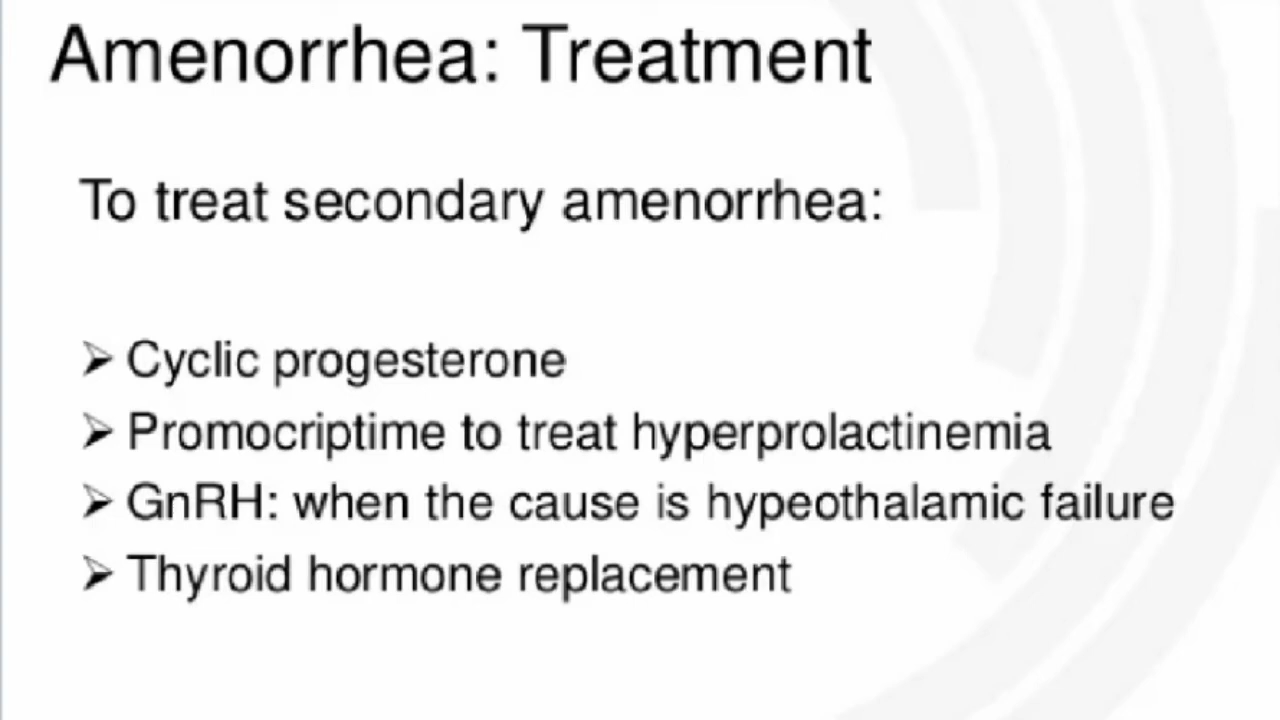 Amenorrhea: Treatment
To treat secondary amenorrhea:
➢ Cyclic progesterone
➢ Promocriptime to treat hyperprolactinemia
➢ GnRH: when the cause is hypeothalamic failure
➢ Thyroid hormone replacement